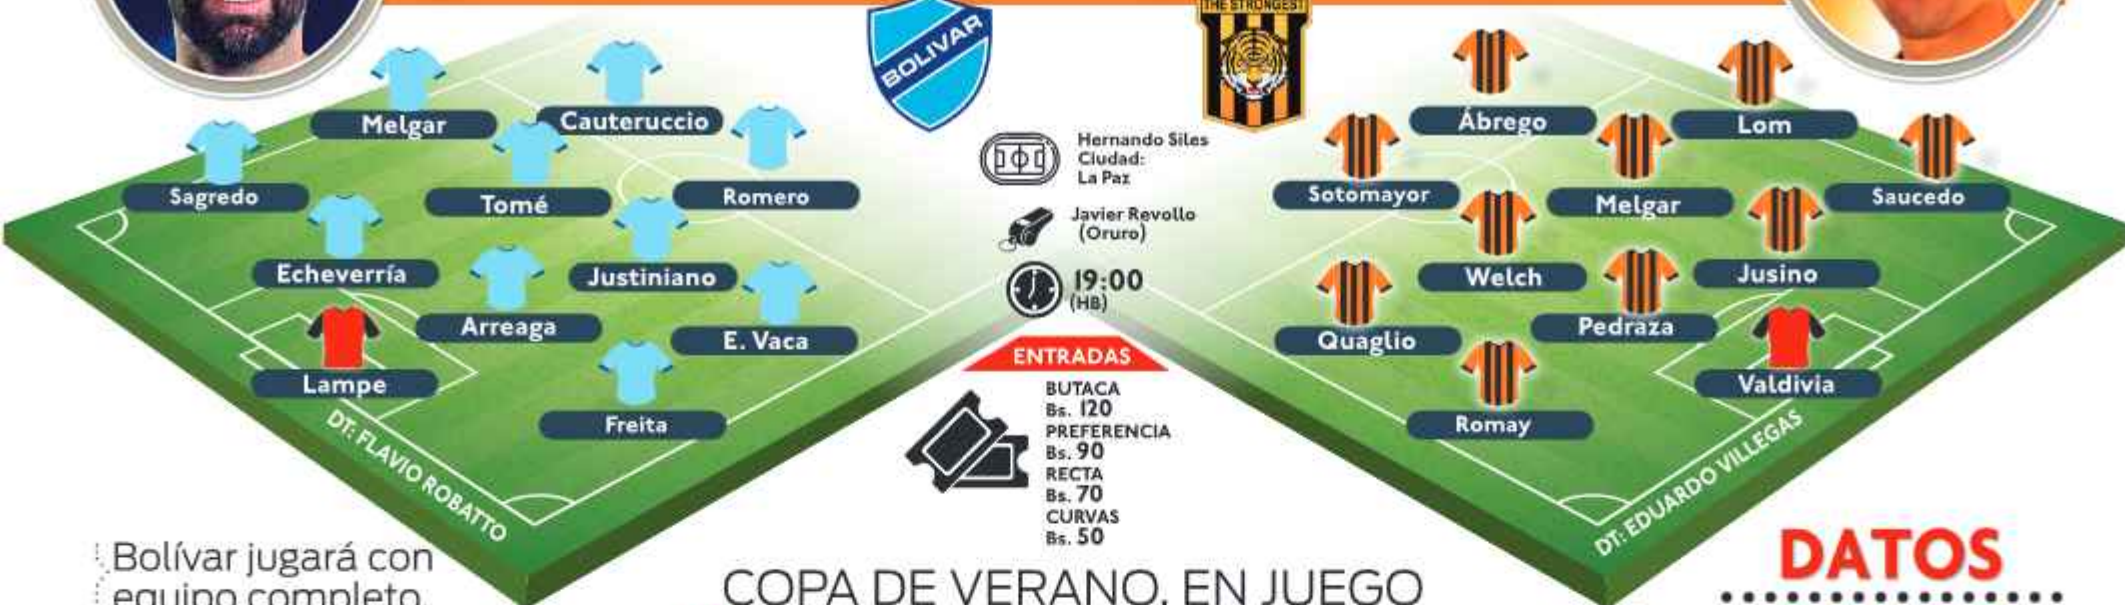 BOLIVAR
THE STRONGEST
Melgar
Cauteruccio
Sagredo
Tomé
Romero
Echeverría
Justiniano
Arreaga
E. Vaca
Lampe
Freita
DT: FLAVIO ROBATTO
Hernando Siles
Ciudad:
La Paz
Javier Revollo
(Oruro)
19:00
(HB)
ENTRADAS
BUTACA
Bs. 120
PREFERENCIA
Bs. 90
RECTA
Bs. 70
CURVAS
Bs. 50
Ábrego
Lom
Sotomayor
Melgar
Saucedo
Welch
Jusino
Quaglio
Pedraza
Valdivia
Romay
DT: EDUARDO VILLEGAS
Bolívar jugará con
equipo completo.
COPA DE VERANO, EN JUEGO
DATOS